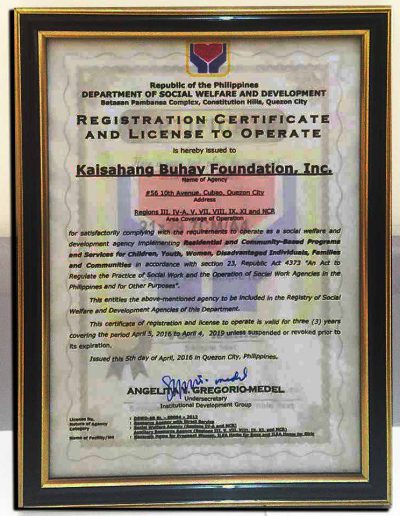 Republic of the Philippines
DEPARTMENT OF SOCIAL WELFARE AND DEVELOPMENT
Batasan Pambansa Complex, Constitution Hills, Quezon City
REGISTRATION CERTIFICATE
AND LICENSE TO OPERATE
is hereby issued to
Kaisahang Buhay Foundation, Inc.
Name of Agency
#56 10th Avenue, Cubao, Quezon City
Address
Regions III, IV-A, V, VII, VIII, IX, XI and NCR
Area Coverage of Operation
for satisfactorily complying with the requirements to operate as a social welfare and
development agency implementing Residential and Community-Based Programs
and Services for Children, Youth, Women, Disadvantaged Individuals, Families
and Communities in accordance with section 23, Republic Act 4373 "An Act to
Regulate the Practice of Social Work and the Operation of Social Work Agencies in the
Philippines and for Other Purposes".
This entitles the above-mentioned agency to be included in the Registry of Social
Welfare and Development Agencies of this Department.
This certificate of registration and license to operate is valid for three (3) years
covering the period April 5, 2016 to April 4, 2019 unless suspended or revoked prior to
its expiration.
Issued this 5th day of April, 2016 in Quezon City, Philippines.
ANGELITA Y. GREGORIO-MEDEL
Undersecretary
Institutional Development Group
License No. :
Nature of Agency :
Category :